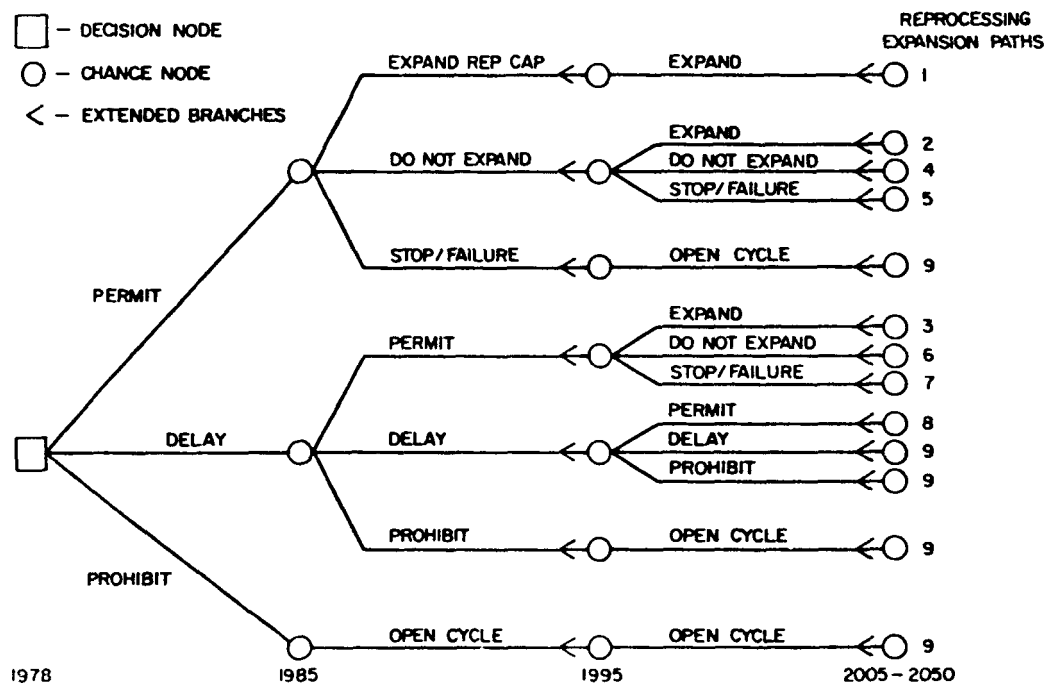 □ – DECISION NODE
○ – CHANCE NODE
< – EXTENDED BRANCHES
REPROCESSING
EXPANSION PATHS
EXPAND REP CAP
EXPAND
1
EXPAND
2
DO NOT EXPAND
DO NOT EXPAND
4
STOP/FAILURE
5
STOP/FAILURE
OPEN CYCLE
9
PERMIT
EXPAND
3
PERMIT
DO NOT EXPAND
6
STOP/FAILURE
7
PERMIT
8
DELAY
DELAY
DELAY
9
PROHIBIT
9
PROHIBIT
OPEN CYCLE
9
PROHIBIT
OPEN CYCLE
OPEN CYCLE
9
1978
1985
1995
2005-2050